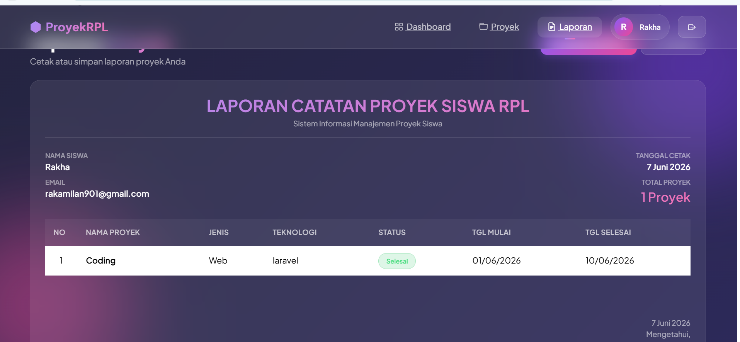 ProyekRPL
Dashboard
Proyek
Laporan
R
Rakha
Cetak atau simpan laporan proyek Anda
LAPORAN CATATAN PROYEK SISWA RPL
Sistem Informasi Manajemen Proyek Siswa
NAMA SISWA
Rakha
EMAIL
rakamilan901@gmail.com
TANGGAL CETAK
7 Juni 2026
TOTAL PROYEK
1 Proyek
NO NAMA PROYEK JENIS TEKNOLOGI STATUS TGL MULAI TGL SELESAI
1 Coding Web laravel Selesai 01/06/2026 10/06/2026
7 Juni 2026
Mengetahui,